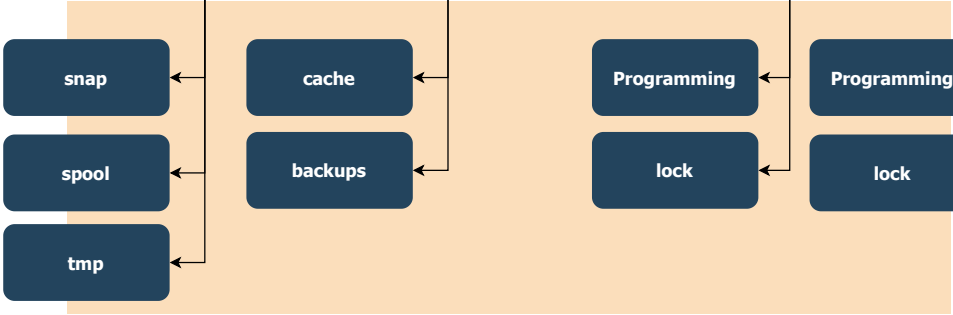 snap
cache
Programming
Programming
spool
backups
lock
lock
tmp